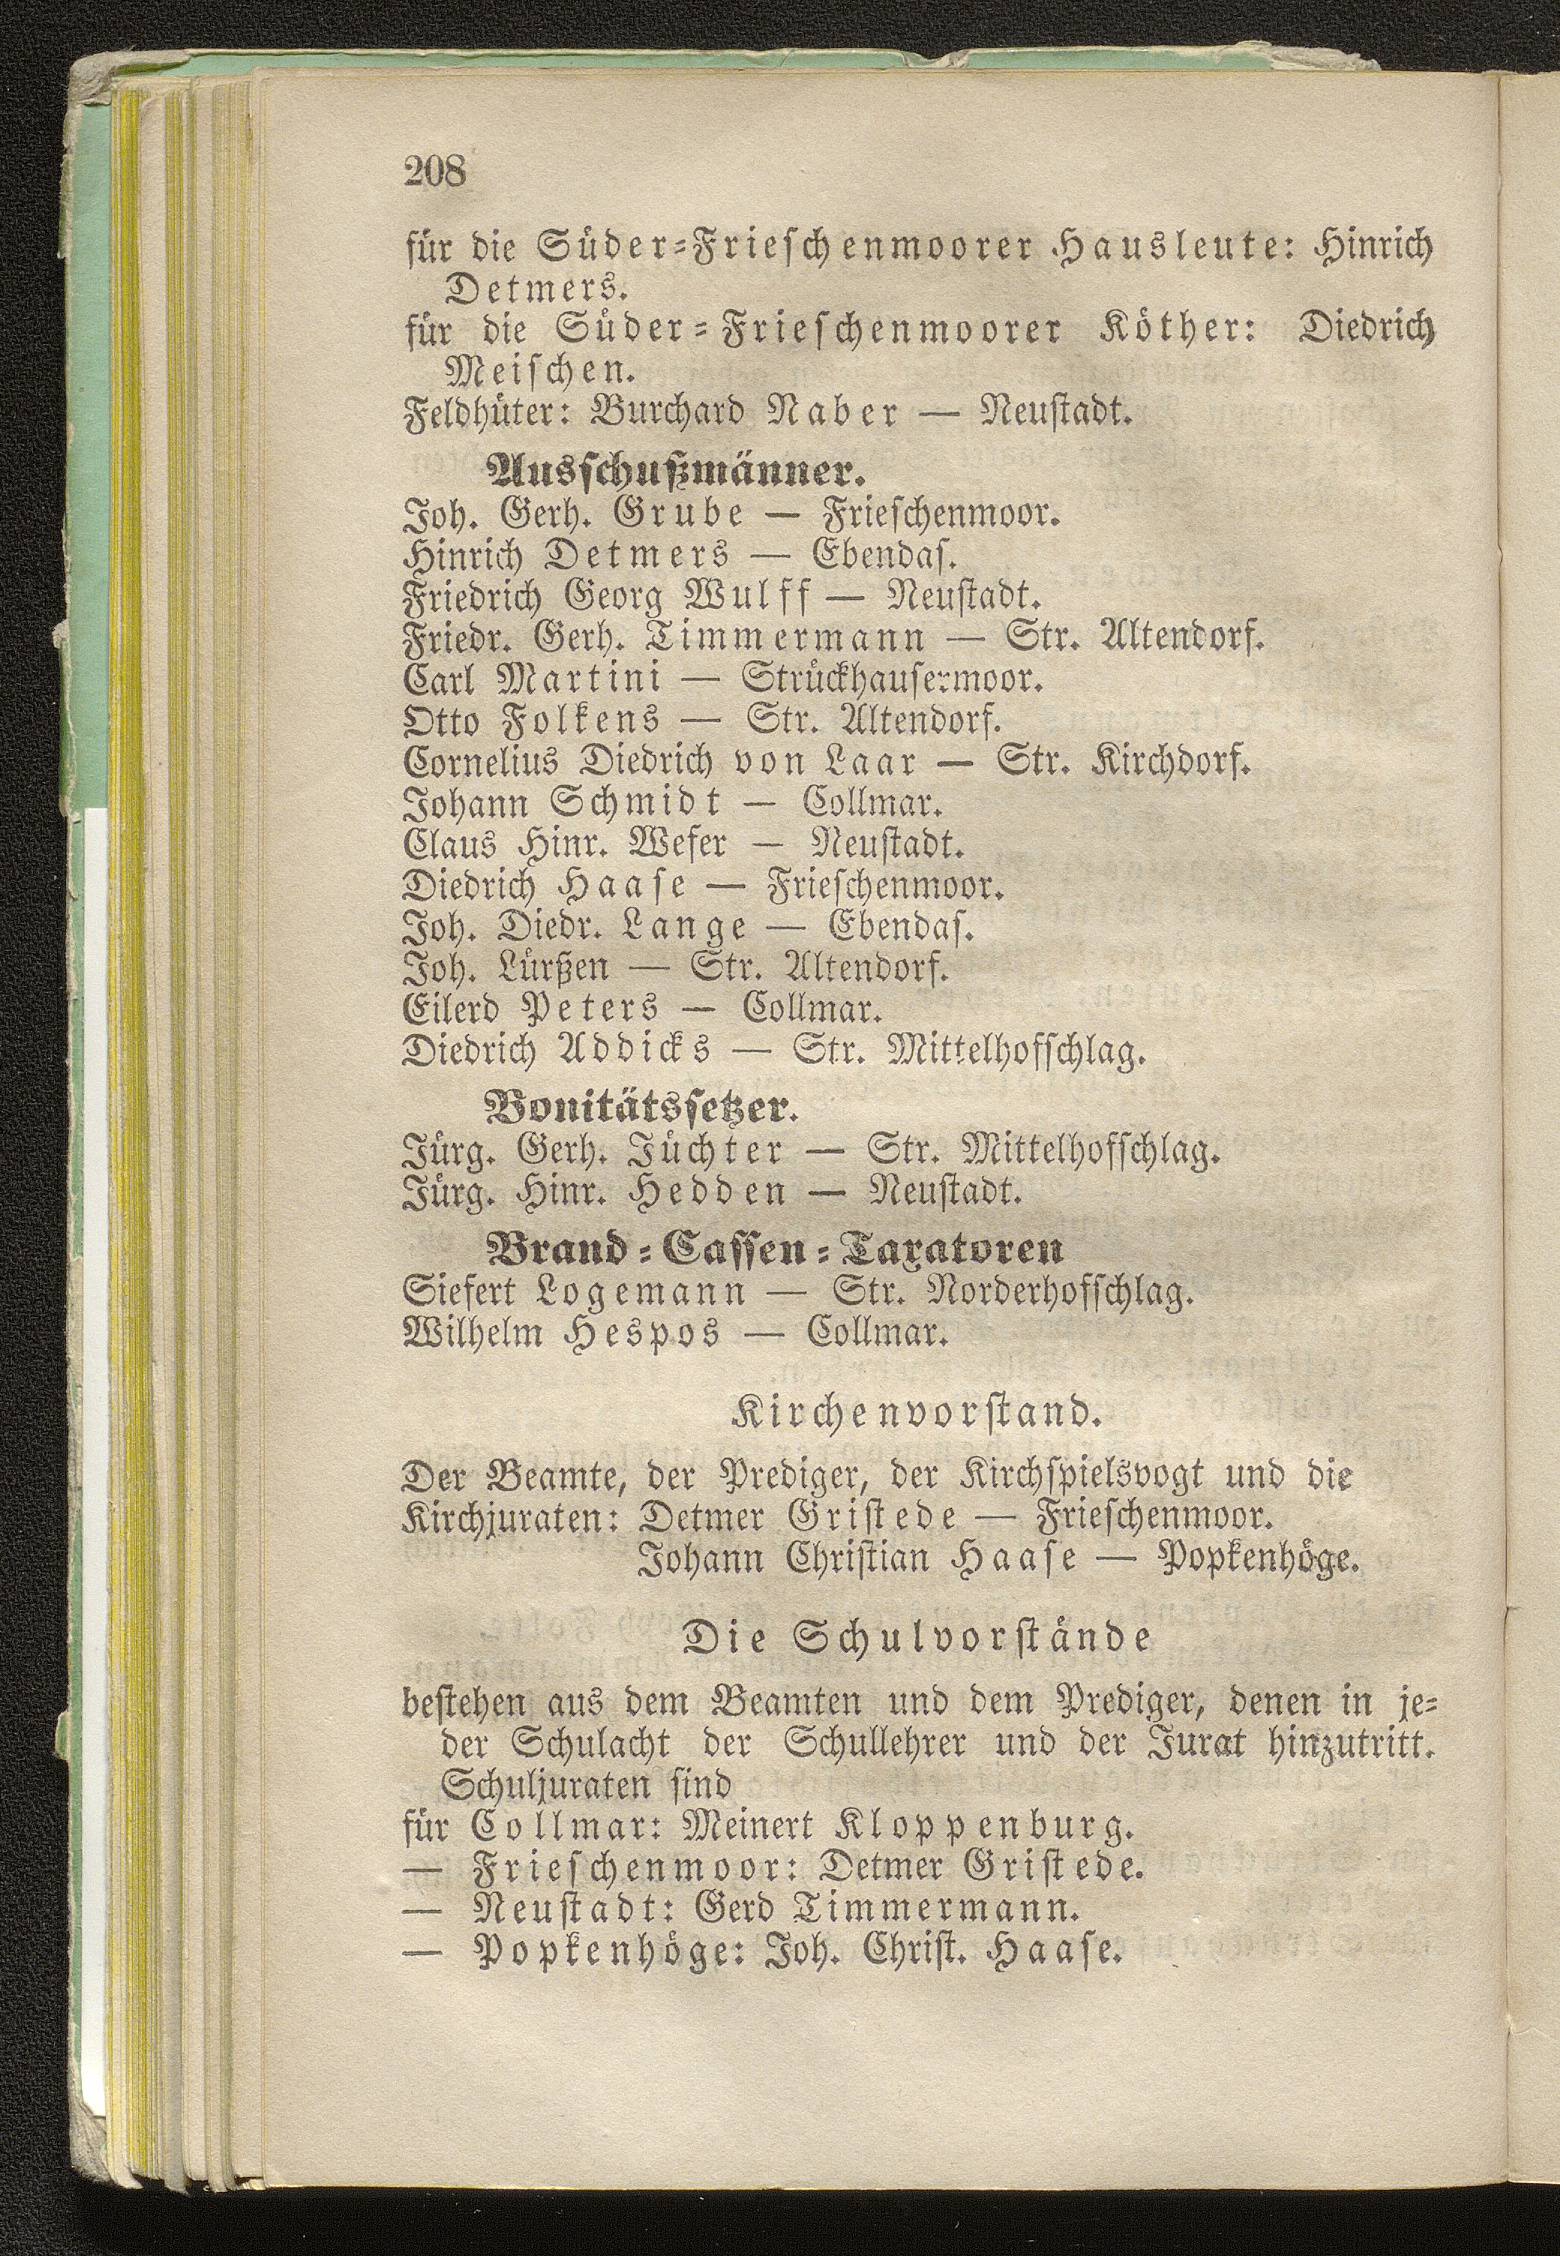 208
für die Süder-Frieschenmoorer Hausleute: Hinrich
Detmers.
für die Süder-Frieschenmoorer Köther: Diedrich
Meischen.
Feldhüter: Burchard Naber — Neustadt.
Ausschußmänner.
Joh. Gerh. Grube — Frieschenmoor.
Hinrich Detmers — Ebendas.
Friedrich Georg Wulff — Neustadt.
Friedr. Gerh. Timmermann — Str. Altendorf.
Carl Martini — Strückhausermoor.
Otto Folkens — Str. Altendorf.
Cornelius Diedrich von Laar — Str. Kirchdorf.
Johann Schmidt — Collmar.
Claus Hinr. Wefer — Neustadt.
Diedrich Haase — Frieschenmoor.
Joh. Diedr. Lange — Ebendas.
Joh. Lürßen — Str. Altendorf.
Eilerd Peters — Collmar.
Diedrich Addicks — Str. Mittelhofschlag.
Bonitätssetzer.
Jürg. Gerh. Jüchter — Str. Mittelhofschlag.
Jürg. Hinr. Hedden — Neustadt.
Brand-Cassen-Taxatoren
Siefert Logemann — Str. Norderhofschlag.
Wilhelm Hespos — Collmar.
Kirchenvorstand.
Der Beamte, der Prediger, der Kirchspielsvogt und die
Kirchjuraten: Detmer Gristede — Frieschenmoor.
Johann Christian Haase — Popkenhöge.
Die Schulvorstände
bestehen aus dem Beamten und dem Prediger, denen in je-
der Schulacht der Schullehrer und der Jurat hinzutritt.
Schuljuraten sind
für Collmar: Meinert Kloppenburg.
— Frieschenmoor: Detmer Gristede.
— Neustadt: Gerd Timmermann.
— Popkenhöge: Joh. Christ. Haase.